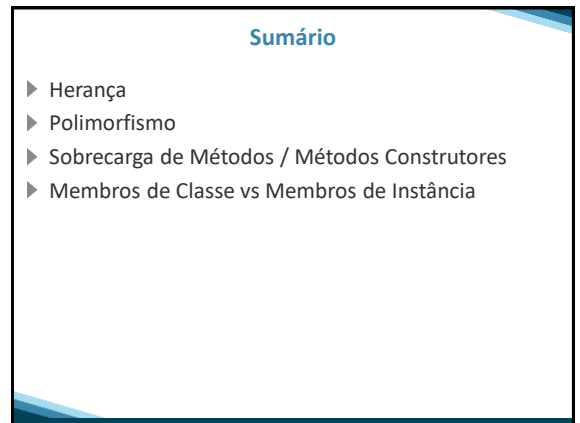 Sumário
Herança
Polimorfismo
Sobrecarga de Métodos / Métodos Construtores
Membros de Classe vs Membros de Instância